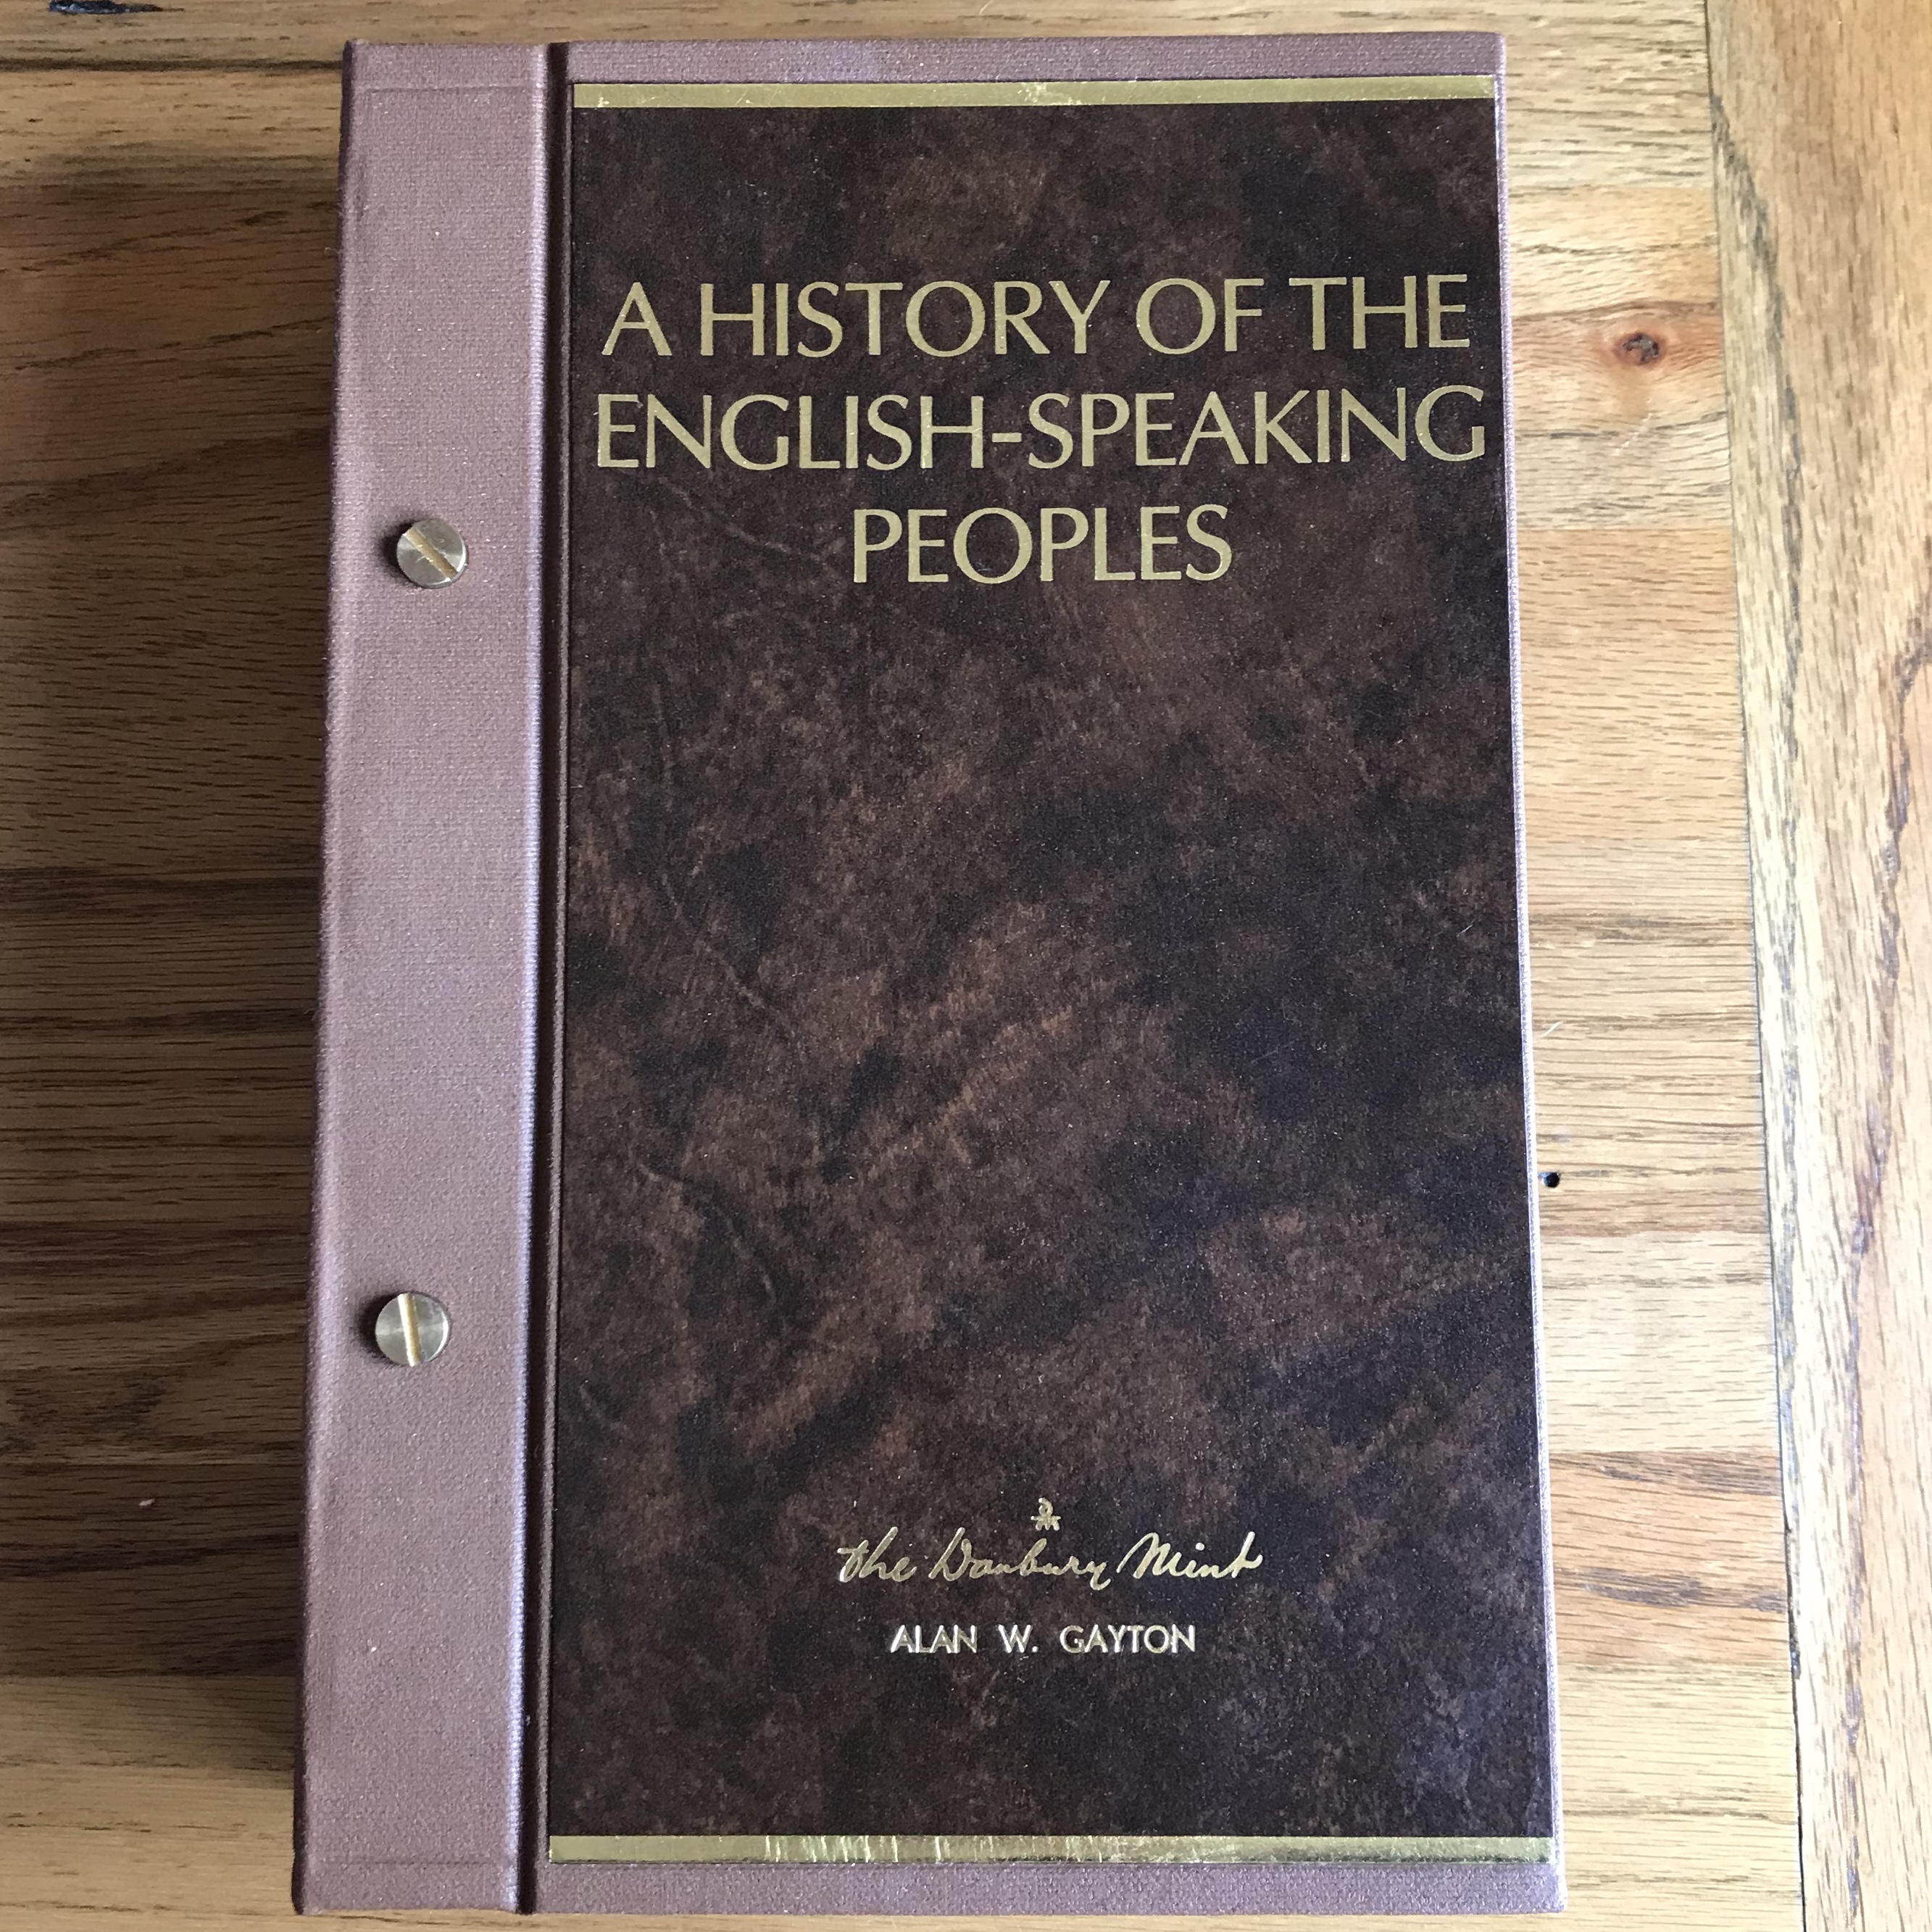 A HISTORY OF THE
ENGLISH-SPEAKING
PEOPLES
the Danbury Mint
ALAN W. GAYTON